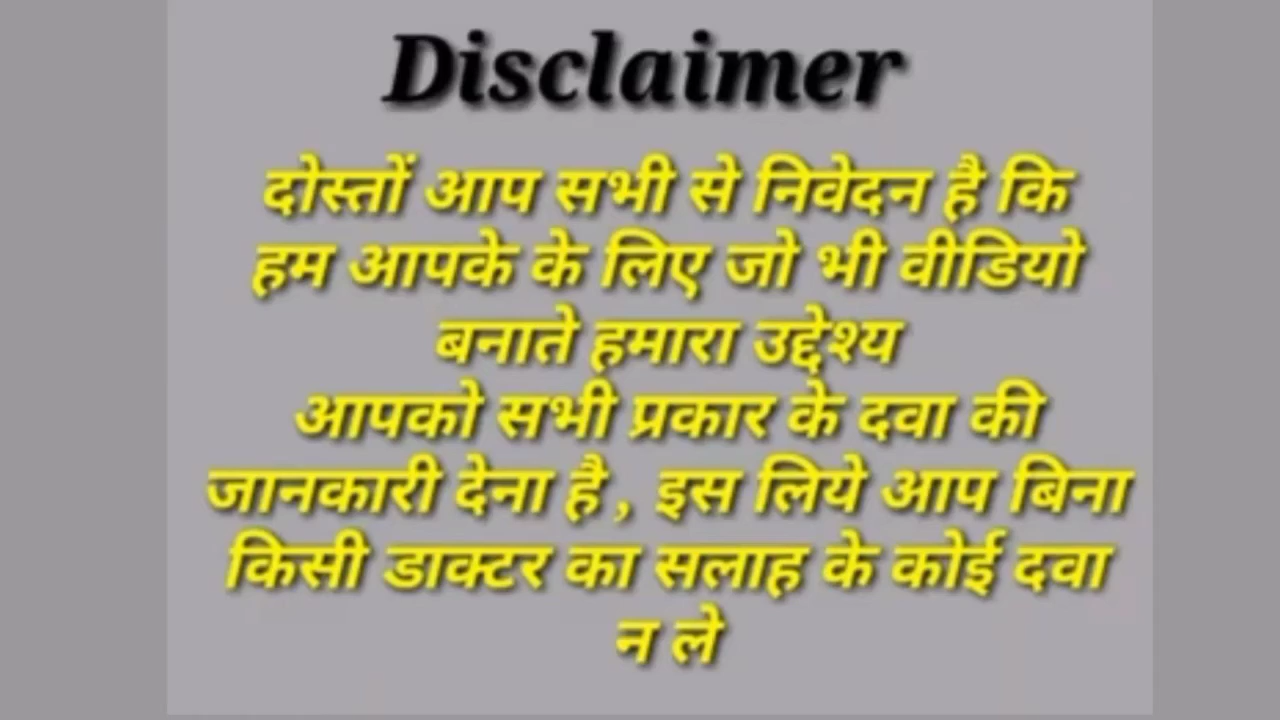 Disclaimer
दोस्तों आप सभी से निवेदन है कि
हम आपके के लिए जो भी वीडियो
बनाते हमारा उद्देश्य
आपको सभी प्रकार के दवा की
जानकारी देना है , इस लिये आप बिना
किसी डाक्टर का सलाह के कोई दवा
न ले